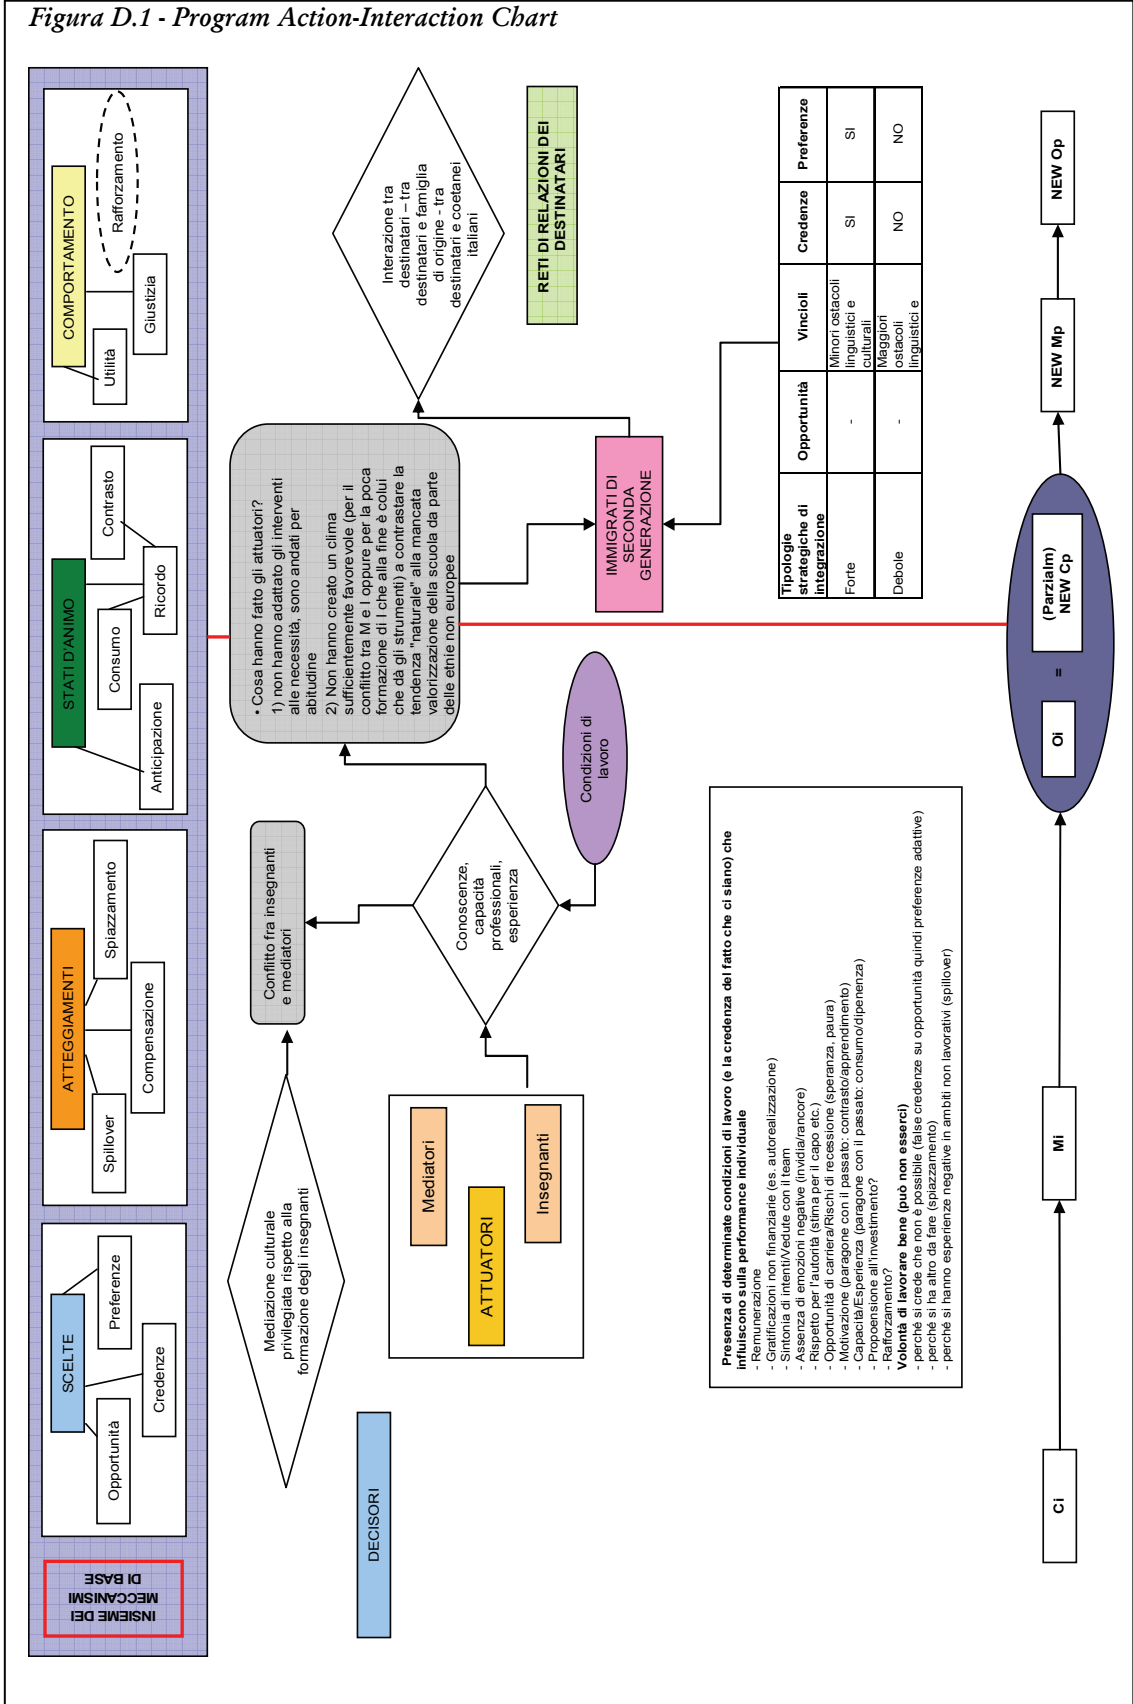 Figura D.1 - Program Action-Interaction Chart
INSIEME DEI
MECCANISMI
DI BASE
SCELTE
Opportunità
Credenze
Preferenze
ATTEGGIAMENTI
Spillover
Compensazione
Spiazzamento
STATI D'ANIMO
Anticipazione
Consumo
Ricordo
Contrasto
COMPORTAMENTO
Utilità
Giustizia
Rafforzamento
DECISORI
Mediazione culturale
privilegiata rispetto alla
formazione degli insegnanti
Conflitto fra insegnanti
e mediatori
ATTUATORI
Mediatori
Insegnanti
Conoscenze,
capacità
professionali,
esperienza
Condizioni di
lavoro
• Cosa hanno fatto gli attuatori?
1) non hanno adattato gli interventi
alle necessità, sono andati per
abitudine
2) Non hanno creato un clima
sufficientemente favorevole (per il
conflitto tra M e I oppure per la poca
formazione di I che alla fine è colui
che dà gli strumenti) a contrastare la
tendenza "naturale" alla mancata
valorizzazione della scuola da parte
delle etnie non europee
IMMIGRATI DI
SECONDA
GENERAZIONE
Interazione tra
destinatari – tra
destinatari e famiglia
di origine - tra
destinatari e coetanei
italiani
RETI DI RELAZIONI DEI
DESTINATARI
Presenza di determinate condizioni di lavoro (e la credenza del fatto che ci siano) che
influiscono sulla performance individuale
- Remunerazione
- Gratificazioni non finanziarie (es. autorealizzazione)
- Sintonia di intenti/Vedute con il team
- Assenza di emozioni negative (invidia/rancore)
- Rispetto per l'autorità (stima per il capo etc.)
- Opportunità di carriera/Rischi di recessione (speranza, paura)
- Motivazione (paragone con il passato: contrasto/apprendimento)
- Capacità/Esperienza (paragone con il passato: consumo/dipenenza)
- Propoensione all'investimento?
- Rafforzamento?
Volontà di lavorare bene (può non esserci)
- perché si crede che non è possibile (false credenze su opportunità quindi preferenze adattive)
- perché si ha altro da fare (spiazzamento)
- perché si hanno esperienze negative in ambiti non lavorativi (spillover)
Tipologie
strategiche di
integrazione
Opportunità
Vincioli
Credenze
Preferenze
Forte
-
Minori ostacoli
linguistici e
culturali
SI
SI
Debole
-
Maggiori
ostacoli
linguistici e
NO
NO
Ci
Mi
Oi
=
(Parzialm)
NEW Cp
NEW Mp
NEW Op